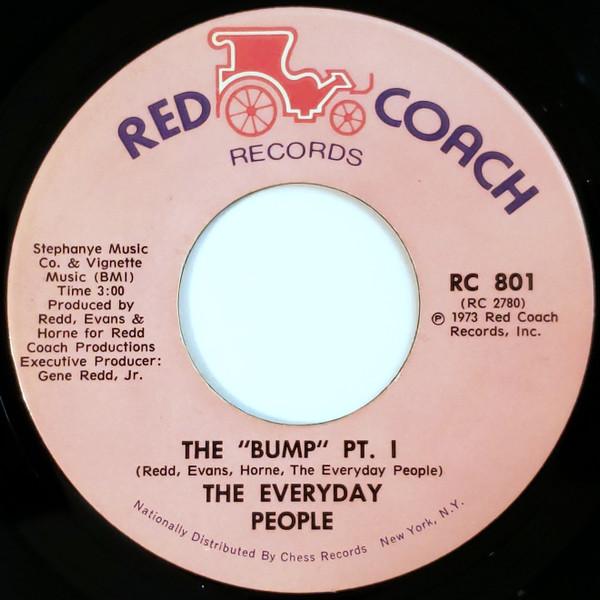 RED COACH
RECORDS
Stephanye Music
Co. & Vignette
Music (BMI)
Time 3:00
Produced by
Redd, Evans &
Horne for Redd
Coach Productions
Executive Producer:
Gene Redd, Jr.
RC 801
(RC 2780)
℗ 1973 Red Coach
Records, Inc.
THE "BUMP" PT. I
(Redd, Evans, Horne, The Everyday People)
THE EVERYDAY
PEOPLE
Nationally Distributed By Chess Records New York, N.Y.